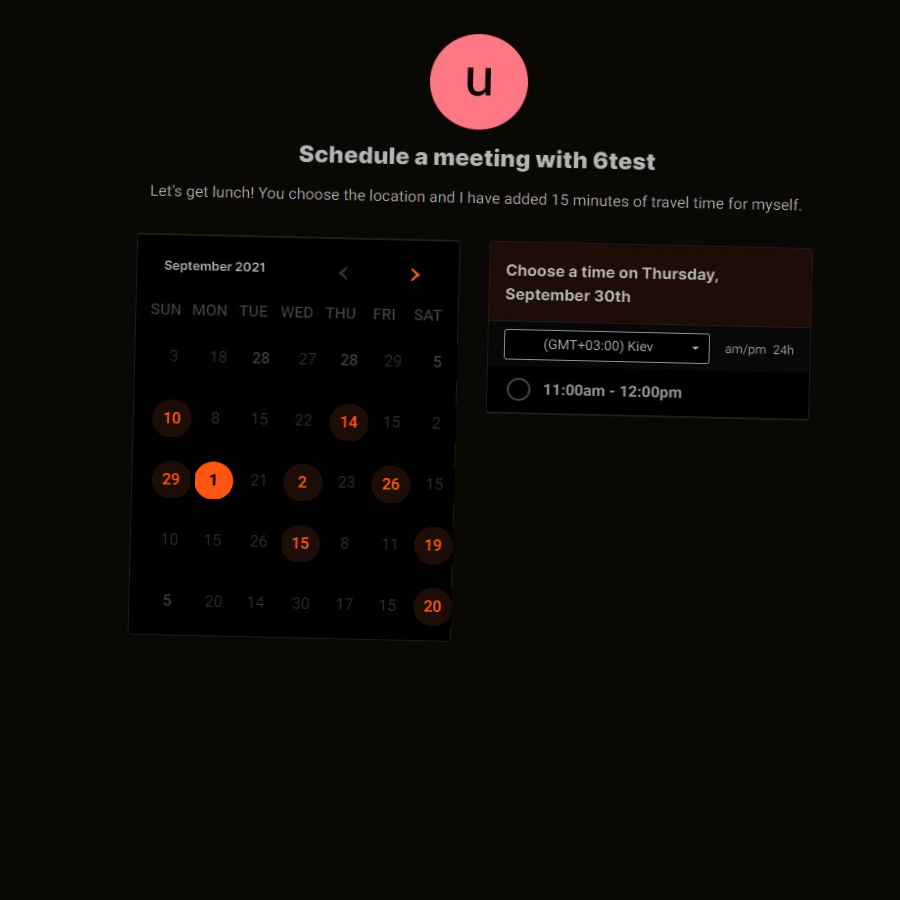 u
Schedule a meeting with 6test
Let's get lunch! You choose the location and I have added 15 minutes of travel time for myself.
September 2021
SUN MON TUE WED THU FRI SAT
3 18 28 27 28 29 5
10 8 15 22 14 15 2
29 1 21 2 23 26 15
10 15 26 15 8 11 19
5 20 14 30 17 15 20
Choose a time on Thursday,
September 30th
(GMT+03:00) Kiev am/pm 24h
11:00am - 12:00pm